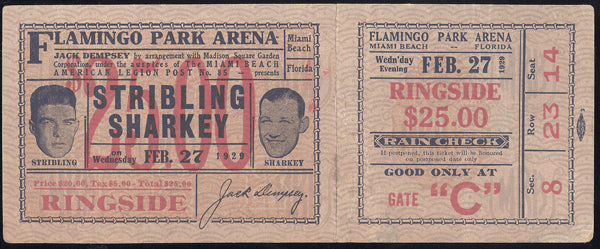 FLAMINGO PARK ARENA
Miami
Beach
Florida
JACK DEMPSEY by arrangement with Madison Square Garden
Corporation, under the auspices of THE MIAMI BEACH
AMERICAN LEGION POST No. 85 — presents
STRIBLING
SHARKEY
on Wednesday FEB. 27 1929
STRIBLING
SHARKEY
Price $20.00, Tax $5.00 - Total $25.00
RINGSIDE
Jack Dempsey
FLAMINGO PARK ARENA
MIAMI BEACH — FLORIDA
Wed'n'day
Evening FEB. 27 1929
RINGSIDE
$25.00
RAIN CHECK
If postponed, this ticket will be honored
on postponed date only
GOOD ONLY AT
GATE "C"
Seat 14
Row 23
Sec. 8